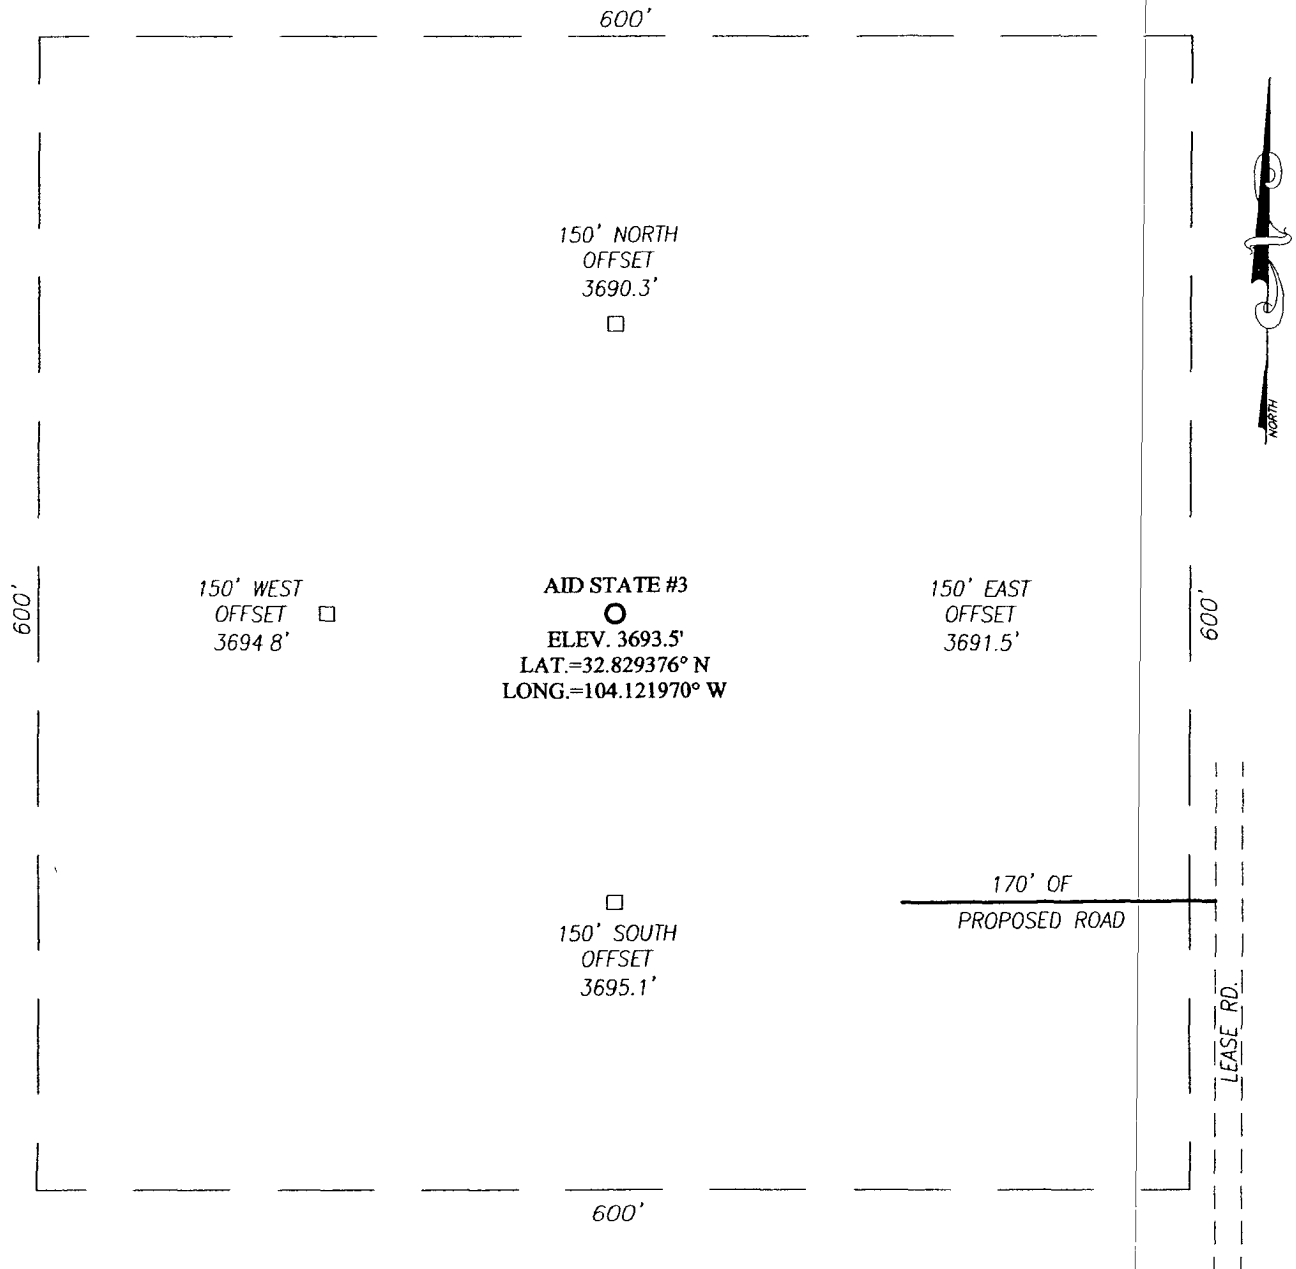 600'
150' NORTH
OFFSET
3690.3'
NORTH
600'
150' WEST
OFFSET
3694 8'
AID STATE #3
ELEV. 3693.5'
LAT.=32.829376° N
LONG.=104.121970° W
150' EAST
OFFSET
3691.5'
600'
170' OF
PROPOSED ROAD
150' SOUTH
OFFSET
3695.1'
LEASE RD.
600'